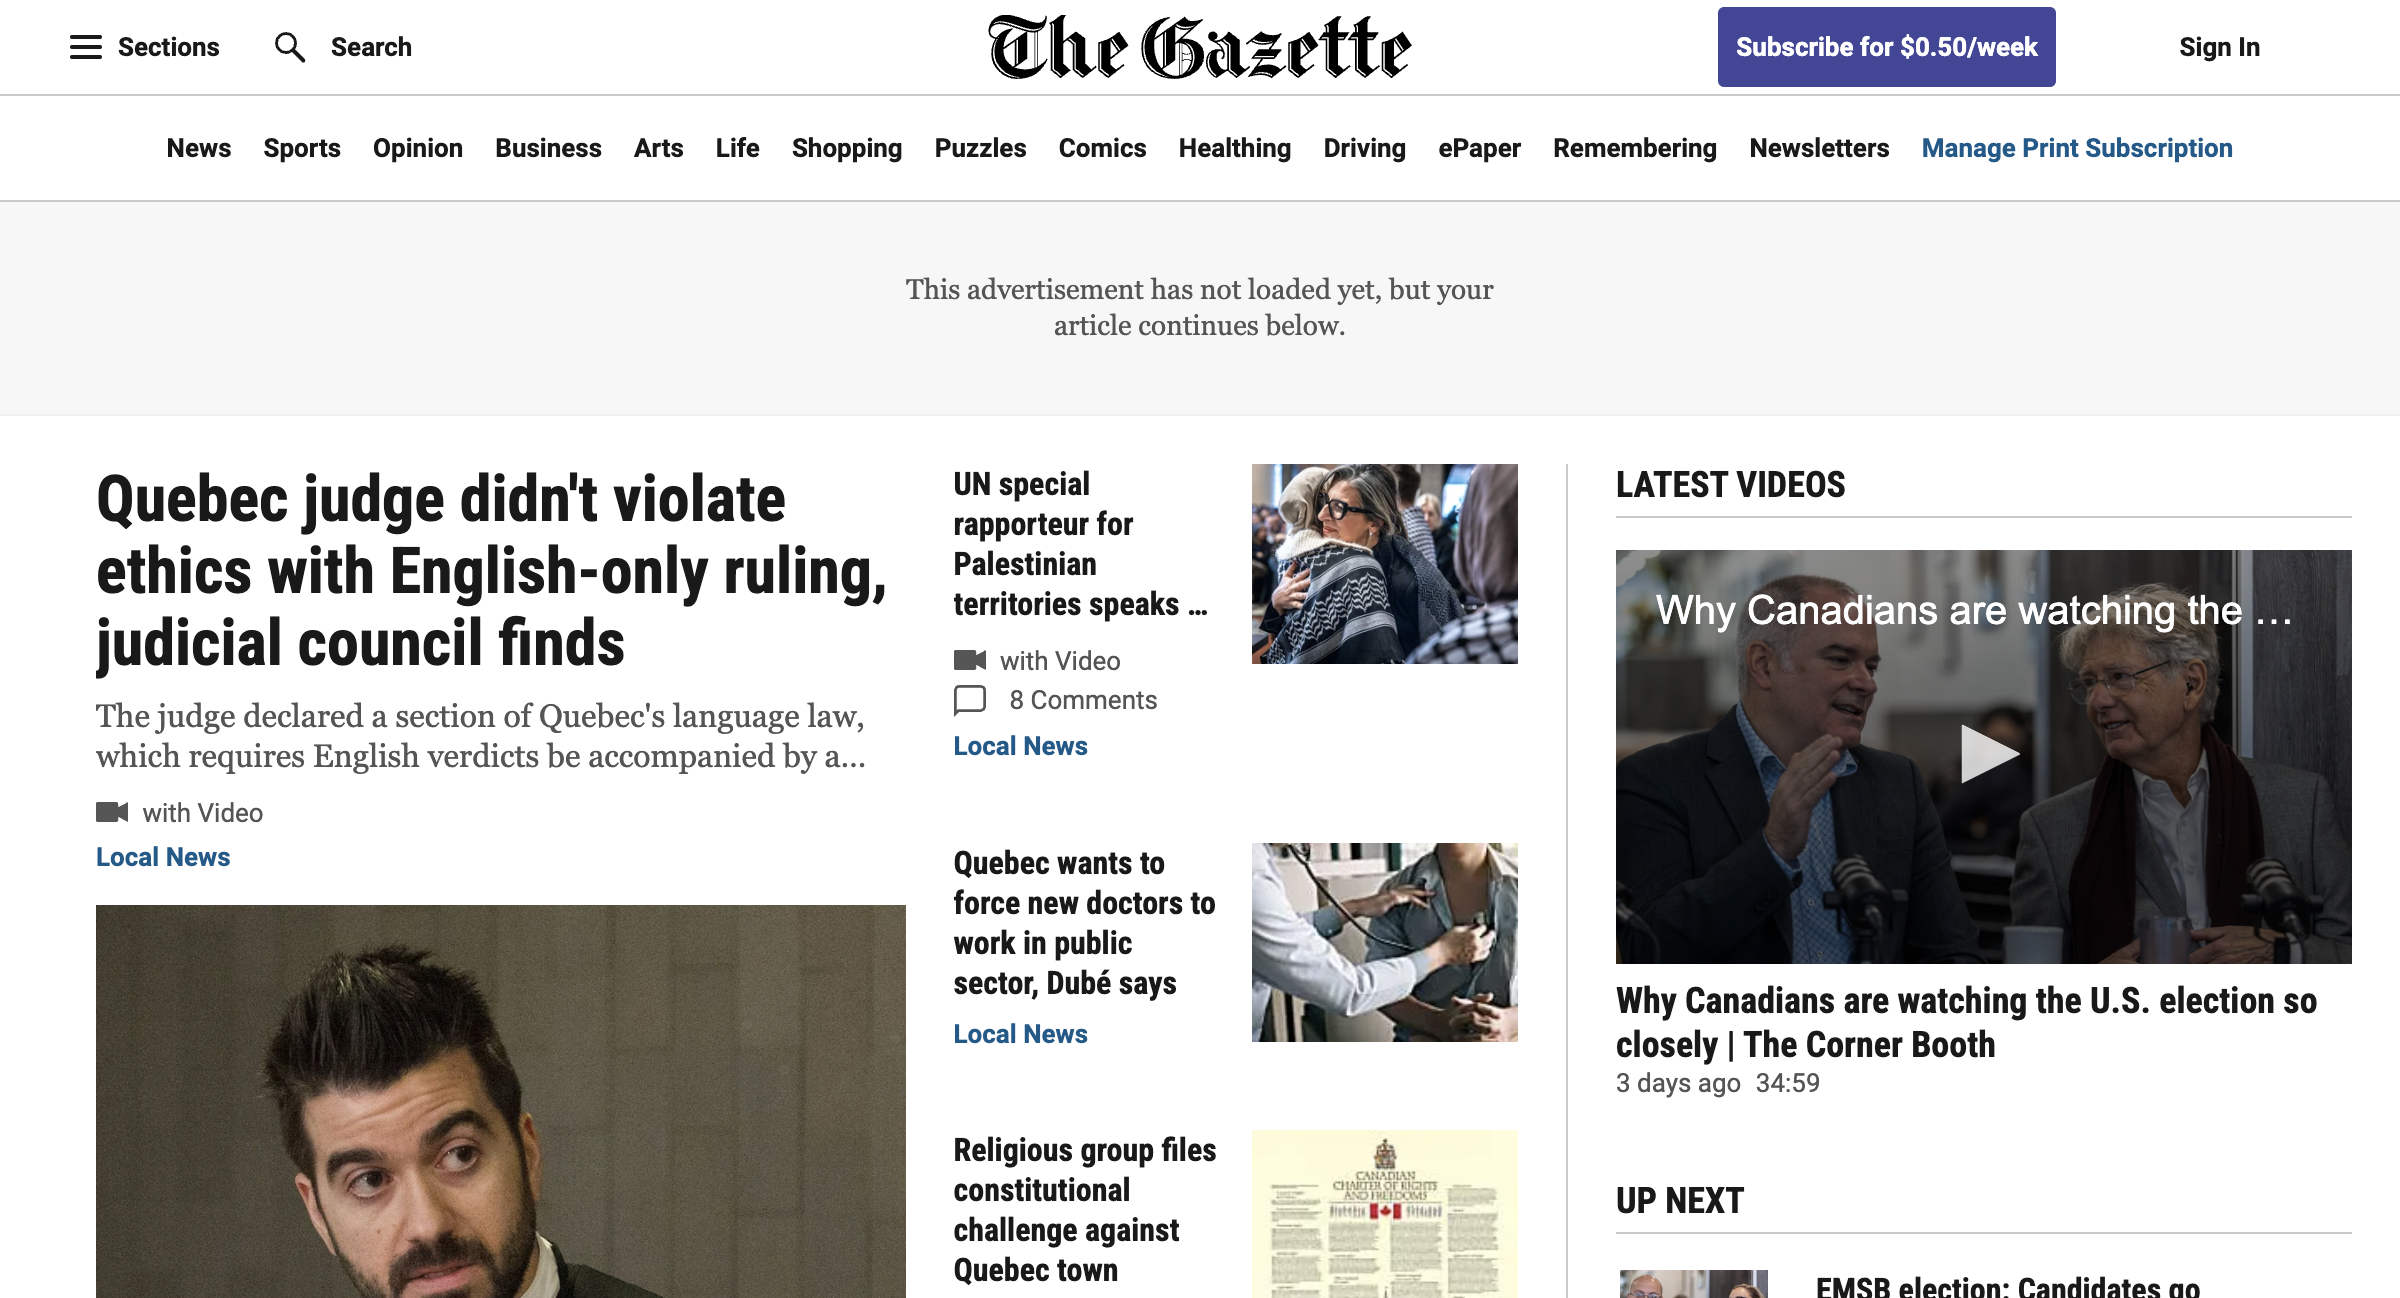 Sections
Search
The Gazette
Subscribe for $0.50/week
Sign In
News Sports Opinion Business Arts Life Shopping Puzzles Comics Healthing Driving ePaper Remembering Newsletters Manage Print Subscription
This advertisement has not loaded yet, but your
article continues below.
Quebec judge didn't violate
ethics with English-only ruling,
judicial council finds
The judge declared a section of Quebec's language law,
which requires English verdicts be accompanied by a...
with Video
Local News
UN special
rapporteur for
Palestinian
territories speaks ...
with Video
8 Comments
Local News
Quebec wants to
force new doctors to
work in public
sector, Dubé says
Local News
Religious group files
constitutional
challenge against
Quebec town
CANADIAN
CHARTER OF RIGHTS
AND FREEDOMS
LATEST VIDEOS
Why Canadians are watching the ...
Why Canadians are watching the U.S. election so
closely | The Corner Booth
3 days ago 34:59
UP NEXT
EMSB election: Candidates go